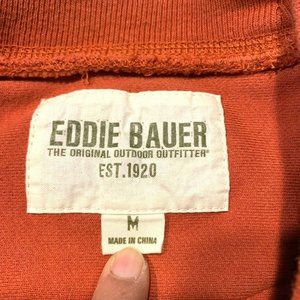 EDDIE BAUER
THE ORIGINAL OUTDOOR OUTFITTER®
EST.1920
M
MADE IN CHINA